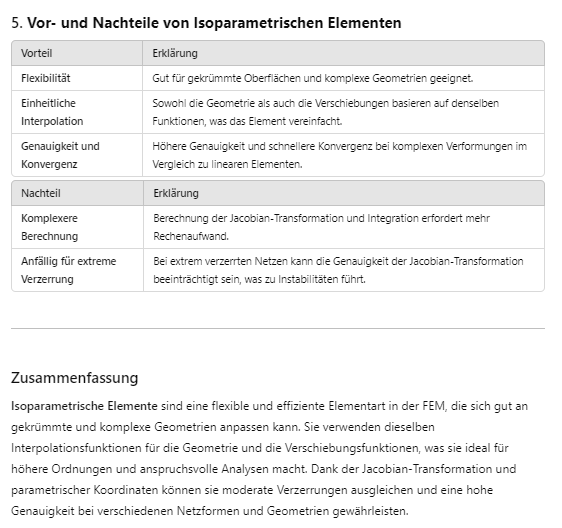 5. Vor- und Nachteile von Isoparametrischen Elementen
Vorteil Erklärung
Flexibilität Gut für gekrümmte Oberflächen und komplexe Geometrien geeignet.
Einheitliche Sowohl die Geometrie als auch die Verschiebungen basieren auf denselben
Interpolation Funktionen, was das Element vereinfacht.
Genauigkeit und Höhere Genauigkeit und schnellere Konvergenz bei komplexen Verformungen im
Konvergenz Vergleich zu linearen Elementen.
Nachteil Erklärung
Komplexere Berechnung der Jacobian-Transformation und Integration erfordert mehr
Berechnung Rechenaufwand.
Anfällig für extreme Bei extrem verzerrten Netzen kann die Genauigkeit der Jacobian-Transformation
Verzerrung beeinträchtigt sein, was zu Instabilitäten führt.
Zusammenfassung
Isoparametrische Elemente sind eine flexible und effiziente Elementart in der FEM, die sich gut an
gekrümmte und komplexe Geometrien anpassen kann. Sie verwenden dieselben
Interpolationsfunktionen für die Geometrie und die Verschiebungsfunktionen, was sie ideal für
höhere Ordnungen und anspruchsvolle Analysen macht. Dank der Jacobian-Transformation und
parametrischer Koordinaten können sie moderate Verzerrungen ausgleichen und eine hohe
Genauigkeit bei verschiedenen Netzformen und Geometrien gewährleisten.